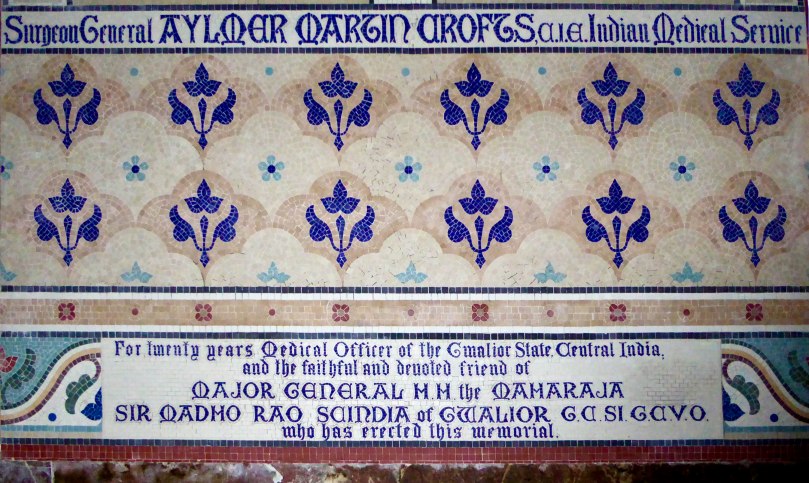 Surgeon General AYLMER MARTIN CROFTS, C.I.E. Indian Medical Service
For twenty years Medical Officer of the Gwalior State, Central India,
and the faithful and devoted friend of
MAJOR GENERAL H.H. the MAHARAJA
SIR MADHO RAO SCINDIA of GWALIOR G.C.SI. G.C.V.O.
who has erected this memorial.